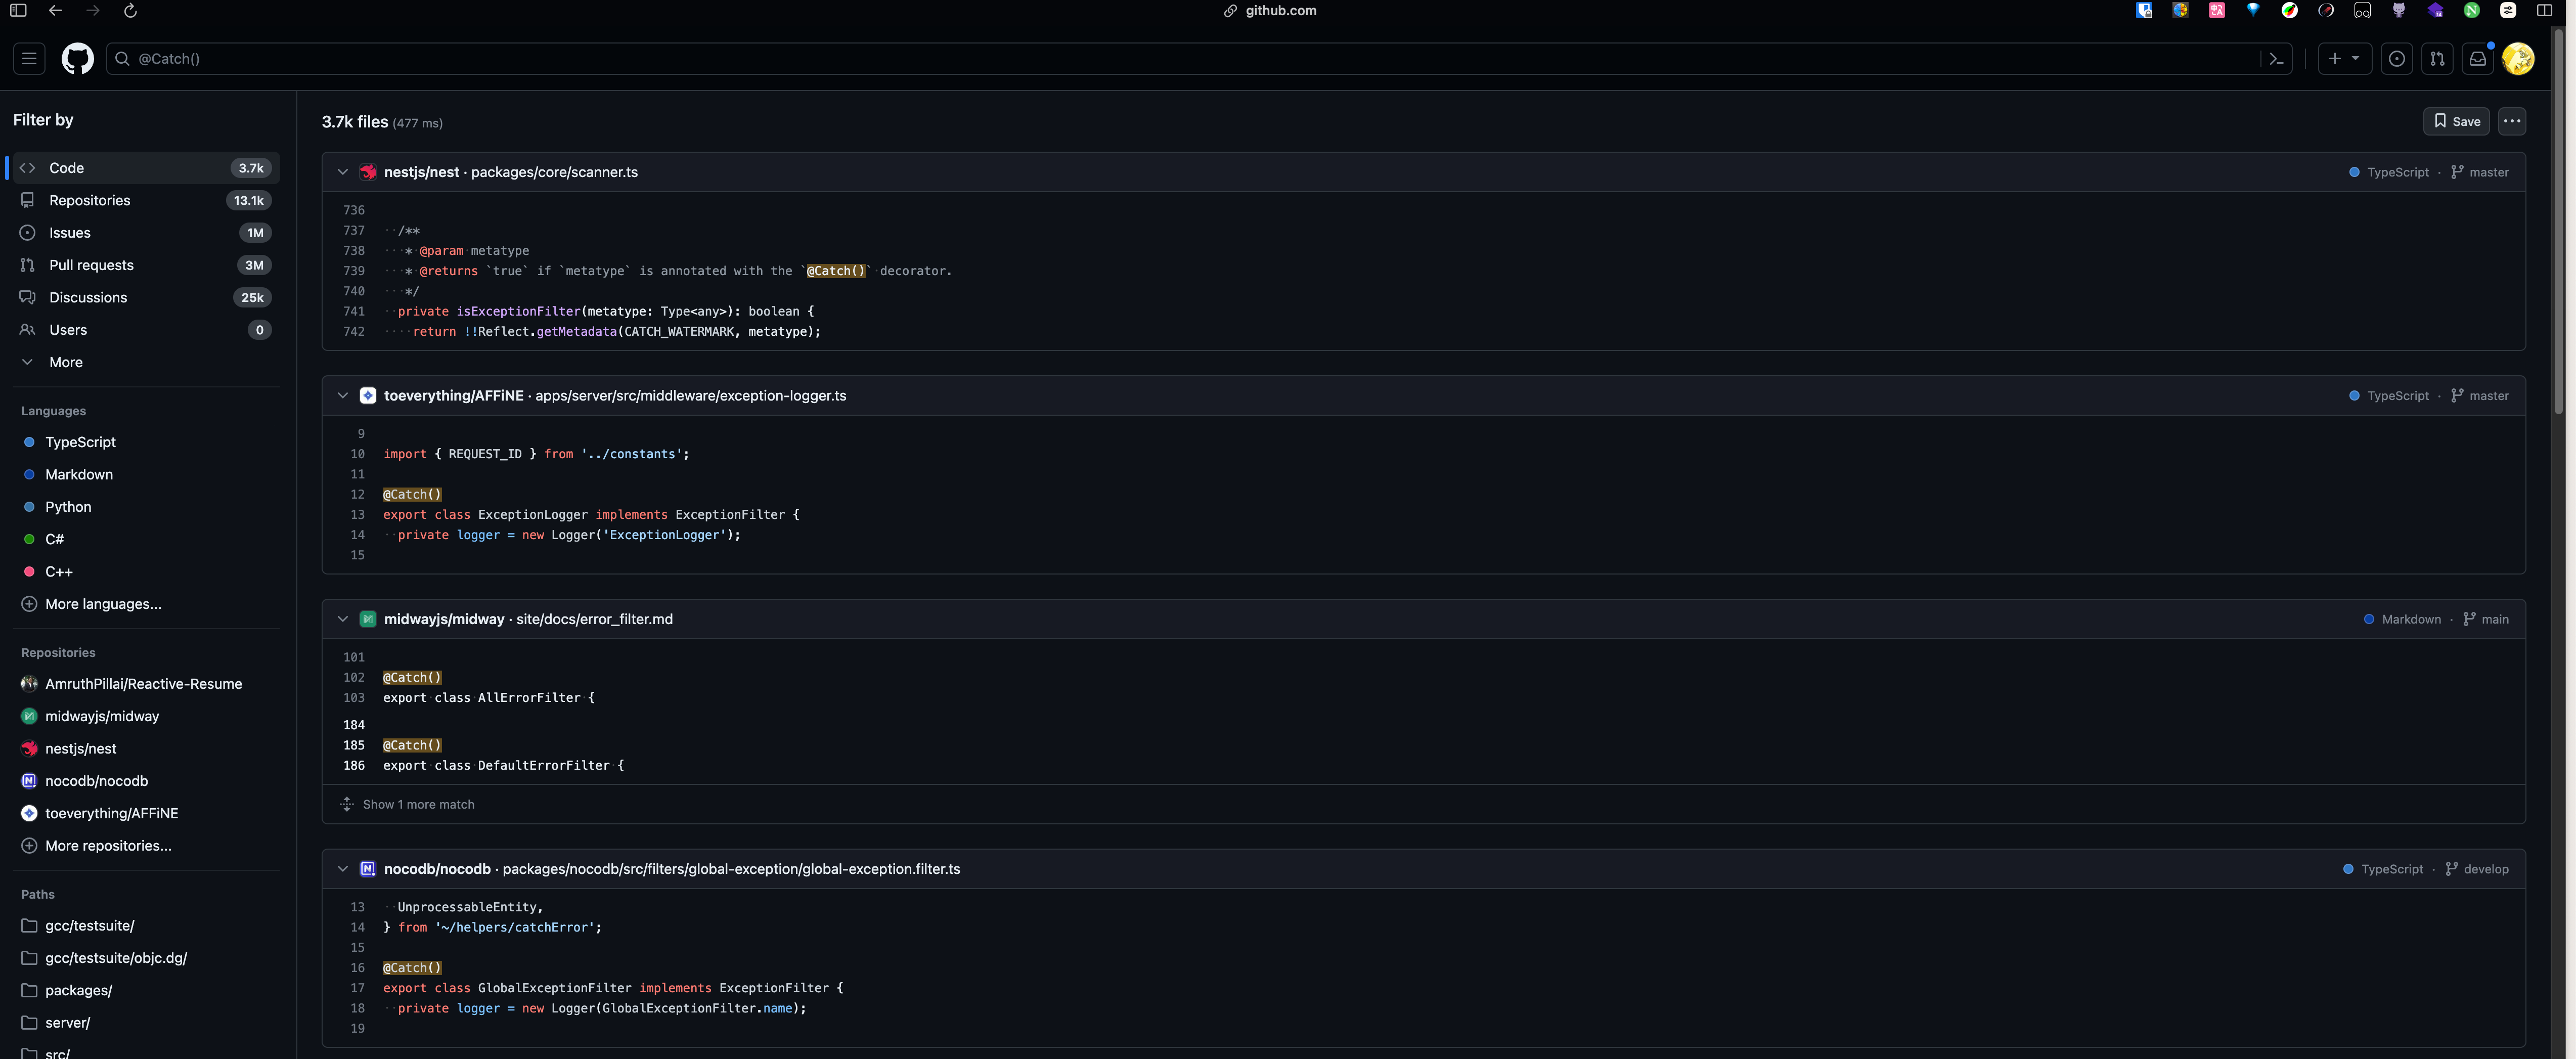 github.com
@Catch()
Filter by
Code 3.7k
Repositories 13.1k
Issues 1M
Pull requests 3M
Discussions 25k
Users 0
More
Languages
TypeScript
Markdown
Python
C#
C++
More languages...
Repositories
AmruthPillai/Reactive-Resume
midwayjs/midway
nestjs/nest
nocodb/nocodb
toeverything/AFFiNE
More repositories...
Paths
gcc/testsuite/
gcc/testsuite/objc.dg/
packages/
server/
src/
3.7k files (477 ms)
Save
nestjs/nest · packages/core/scanner.ts TypeScript · master
736
737 /**
738 * @param metatype
739 * @returns `true` if `metatype` is annotated with the `@Catch()` decorator.
740 */
741 private isExceptionFilter(metatype: Type<any>): boolean {
742 return !!Reflect.getMetadata(CATCH_WATERMARK, metatype);
toeverything/AFFiNE · apps/server/src/middleware/exception-logger.ts TypeScript · master
9
10 import { REQUEST_ID } from '../constants';
11
12 @Catch()
13 export class ExceptionLogger implements ExceptionFilter {
14 private logger = new Logger('ExceptionLogger');
15
midwayjs/midway · site/docs/error_filter.md Markdown · main
101
102 @Catch()
103 export class AllErrorFilter {
184
185 @Catch()
186 export class DefaultErrorFilter {
Show 1 more match
nocodb/nocodb · packages/nocodb/src/filters/global-exception/global-exception.filter.ts TypeScript · develop
13 UnprocessableEntity,
14 } from '~/helpers/catchError';
15
16 @Catch()
17 export class GlobalExceptionFilter implements ExceptionFilter {
18 private logger = new Logger(GlobalExceptionFilter.name);
19